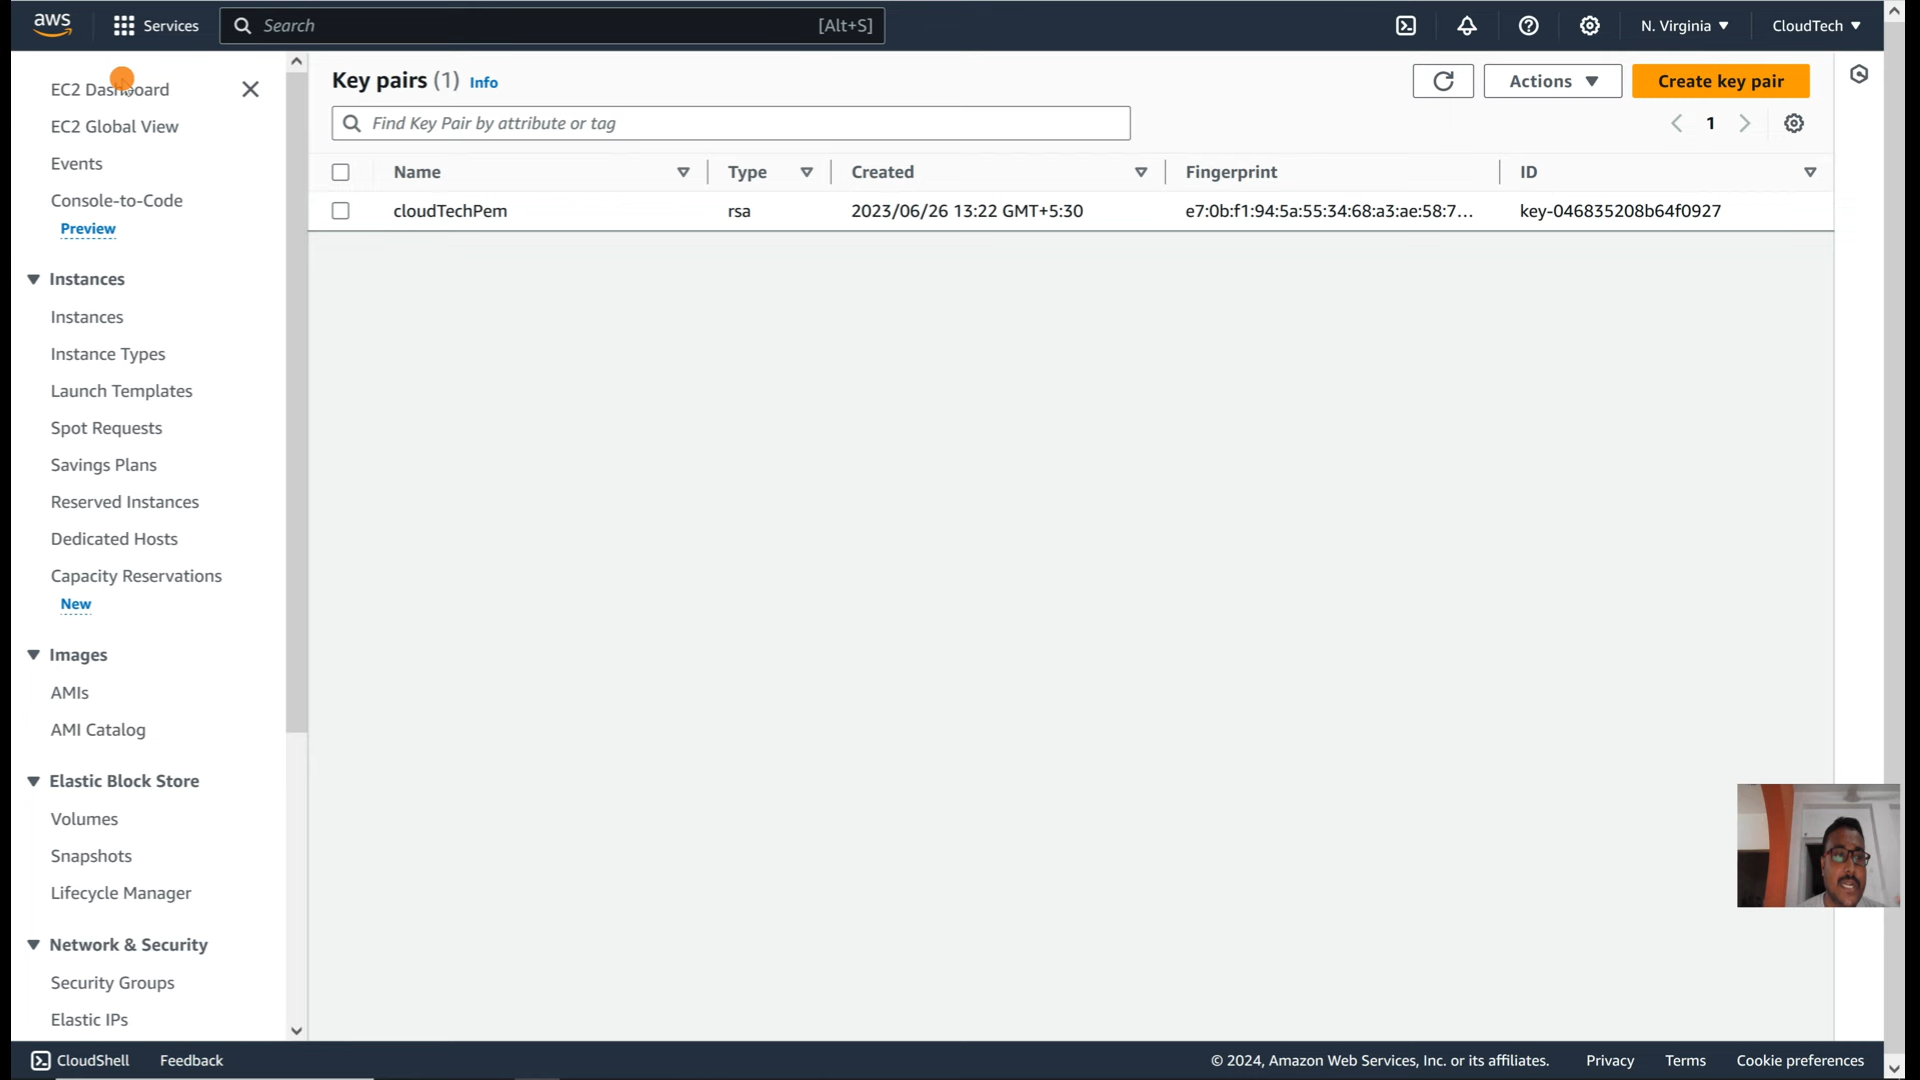 aws
Services
Search
[Alt+S]
N. Virginia
CloudTech
EC2 Dashboard
EC2 Global View
Events
Console-to-Code
Preview
Instances
Instances
Instance Types
Launch Templates
Spot Requests
Savings Plans
Reserved Instances
Dedicated Hosts
Capacity Reservations
New
Images
AMIs
AMI Catalog
Elastic Block Store
Volumes
Snapshots
Lifecycle Manager
Network & Security
Security Groups
Elastic IPs
Key pairs (1) Info
Actions
Create key pair
Find Key Pair by attribute or tag
1
Name Type Created Fingerprint ID
cloudTechPem rsa 2023/06/26 13:22 GMT+5:30 e7:0b:f1:94:5a:55:34:68:a3:ae:58:7... key-046835208b64f0927
CloudShell Feedback © 2024, Amazon Web Services, Inc. or its affiliates. Privacy Terms Cookie preferences